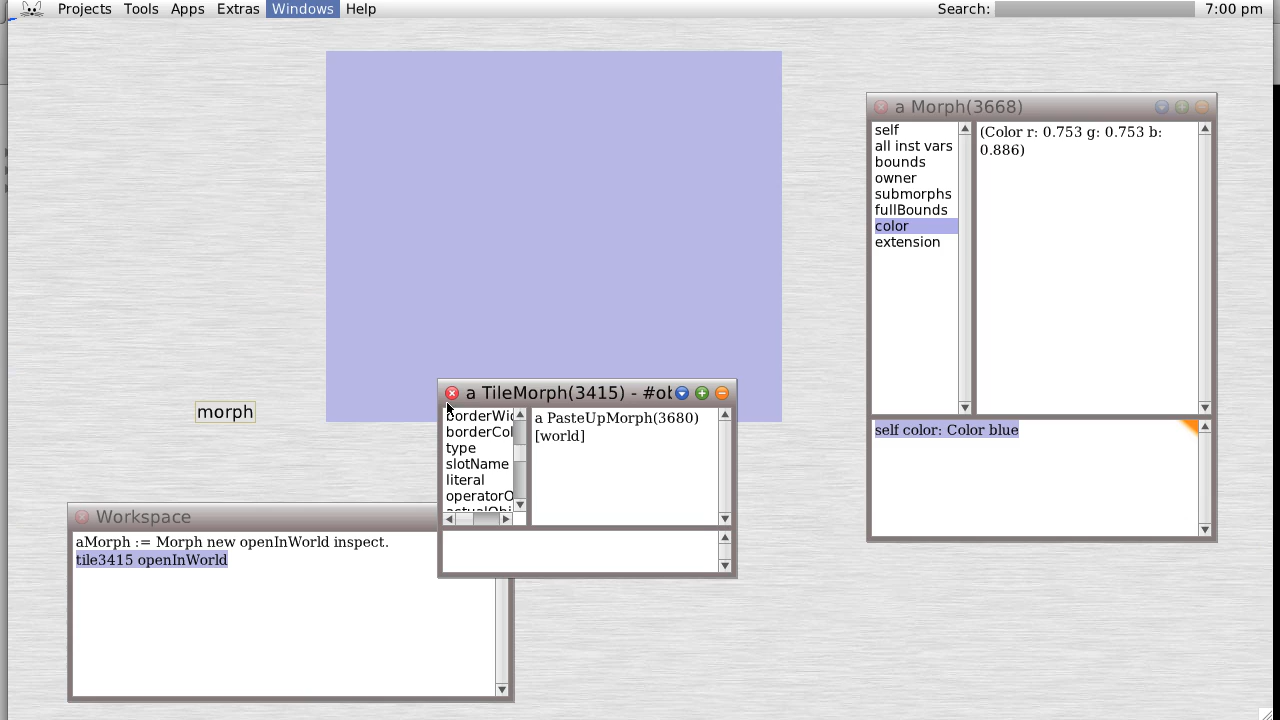 Projects Tools Apps Extras Windows Help Search: 7:00 pm
a Morph(3668)
self
all inst vars
bounds
owner
submorphs
fullBounds
color
extension
(Color r: 0.753 g: 0.753 b:
0.886)
self color: Color blue
morph
a TileMorph(3415) - #ob
borderWid
borderCol
type
slotName
literal
operatorO
actualObj
a PasteUpMorph(3680)
[world]
Workspace
aMorph := Morph new openInWorld inspect.
tile3415 openInWorld